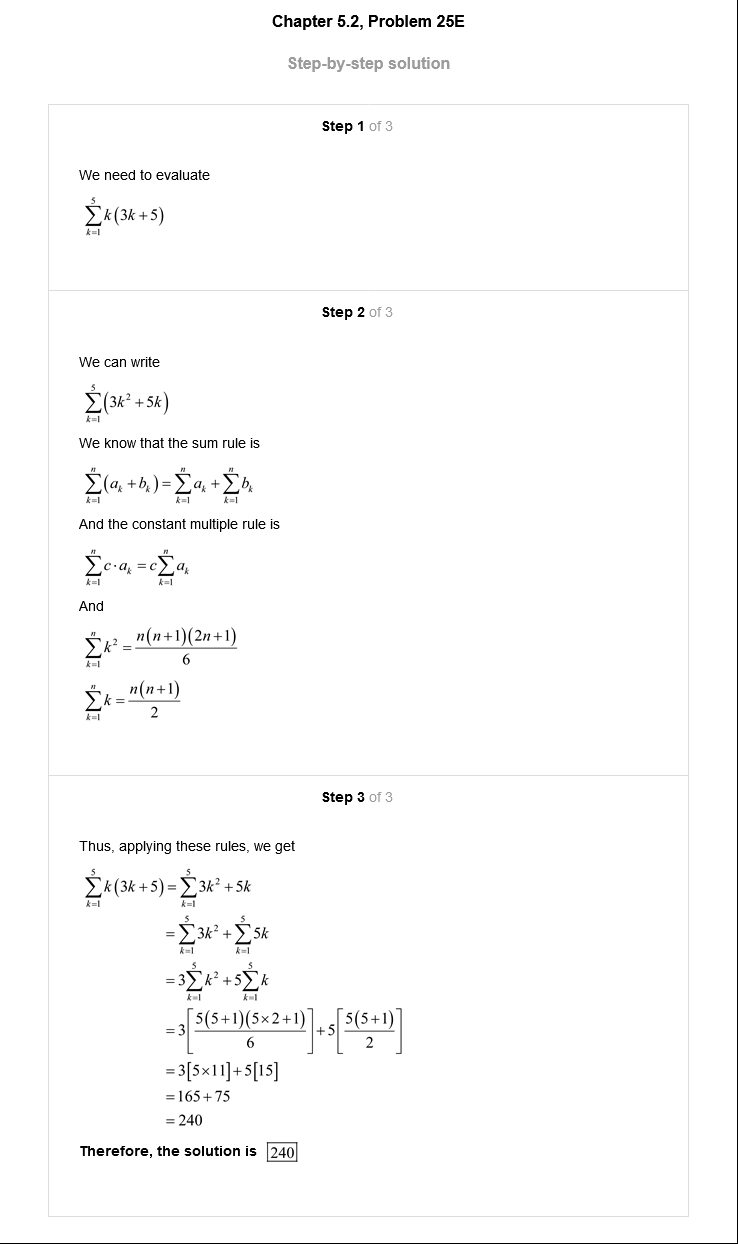 Chapter 5.2, Problem 25E
Step-by-step solution
Step 1 of 3
We need to evaluate
$\sum_{k=1}^{5} k(3k+5)$
Step 2 of 3
We can write
$\sum_{k=1}^{5} (3k^2+5k)$
We know that the sum rule is
$\sum_{k=1}^{n} (a_k+b_k) = \sum_{k=1}^{n} a_k + \sum_{k=1}^{n} b_k$
And the constant multiple rule is
$\sum_{k=1}^{n} c \cdot a_k = c \sum_{k=1}^{n} a_k$
And
$\sum_{k=1}^{n} k^2 = \frac{n(n+1)(2n+1)}{6}$
$\sum_{k=1}^{n} k = \frac{n(n+1)}{2}$
Step 3 of 3
Thus, applying these rules, we get
$\sum_{k=1}^{5} k(3k+5) = \sum_{k=1}^{5} 3k^2+5k$
$= \sum_{k=1}^{5} 3k^2 + \sum_{k=1}^{5} 5k$
$= 3\sum_{k=1}^{5} k^2 + 5\sum_{k=1}^{5} k$
$= 3\left[\frac{5(5+1)(5 \times 2+1)}{6}\right] + 5\left[\frac{5(5+1)}{2}\right]$
$= 3[5 \times 11] + 5[15]$
$= 165 + 75$
$= 240$
Therefore, the solution is $\boxed{240}$